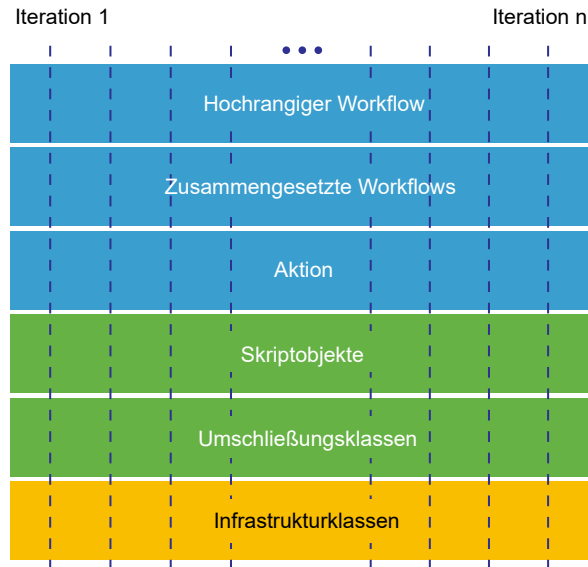 Iteration 1 Iteration n
•••
Hochrangiger Workflow
Zusammengesetzte Workflows
Aktion
Skriptobjekte
Umschließungsklassen
Infrastrukturklassen